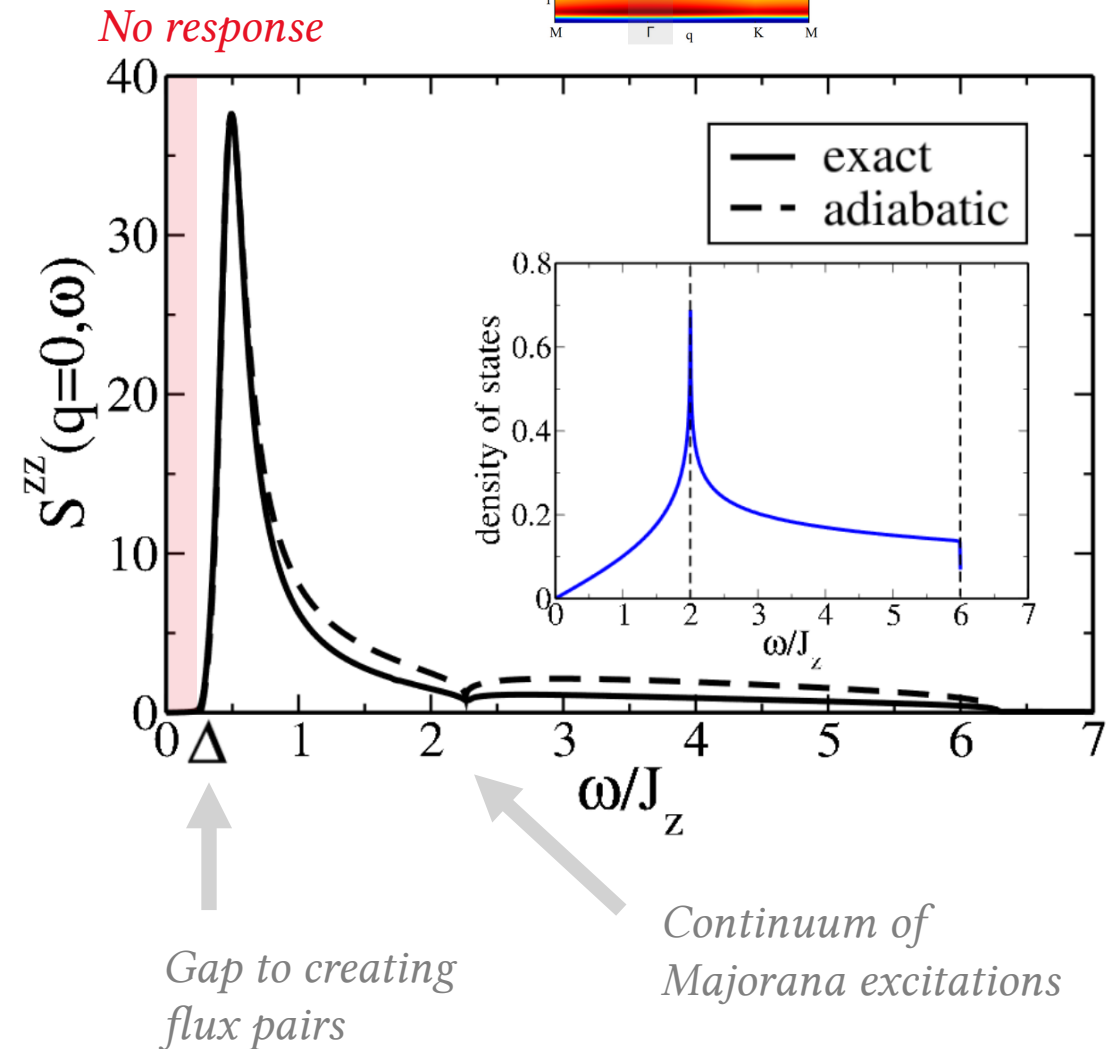 No response
M Γ q K M
40
30
20
10
0
S^zz(q=0,ω)
exact
adiabatic
0.8
0.6
0.4
0.2
0
density of states
0 1 2 3 4 5 6 7
ω/J_z
0 Δ 1 2 3 4 5 6 7
ω/J_z
Gap to creating
flux pairs
Continuum of
Majorana excitations